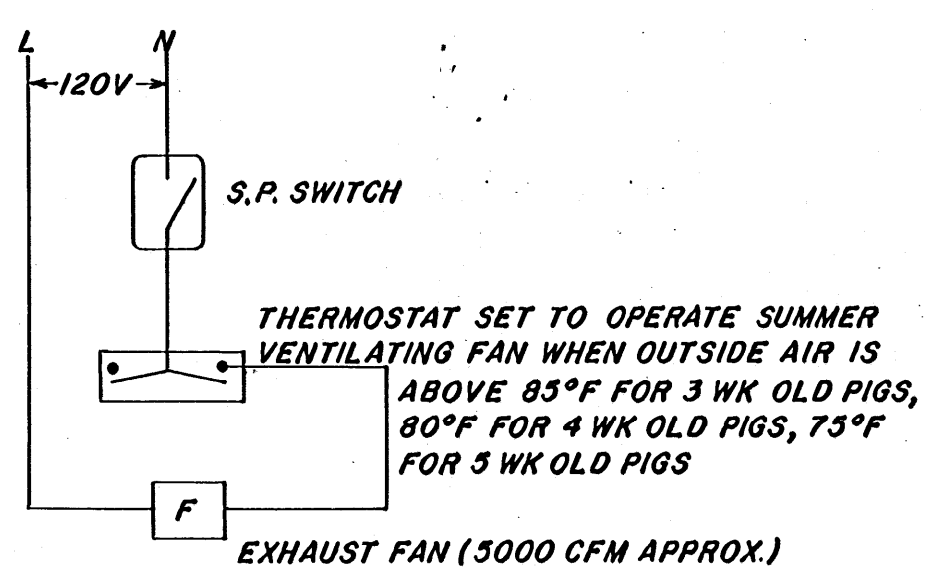 L N
120V
S.P. SWITCH
THERMOSTAT SET TO OPERATE SUMMER
VENTILATING FAN WHEN OUTSIDE AIR IS
ABOVE 85°F FOR 3 WK OLD PIGS,
80°F FOR 4 WK OLD PIGS, 75°F
FOR 5 WK OLD PIGS
F
EXHAUST FAN (5000 CFM APPROX.)